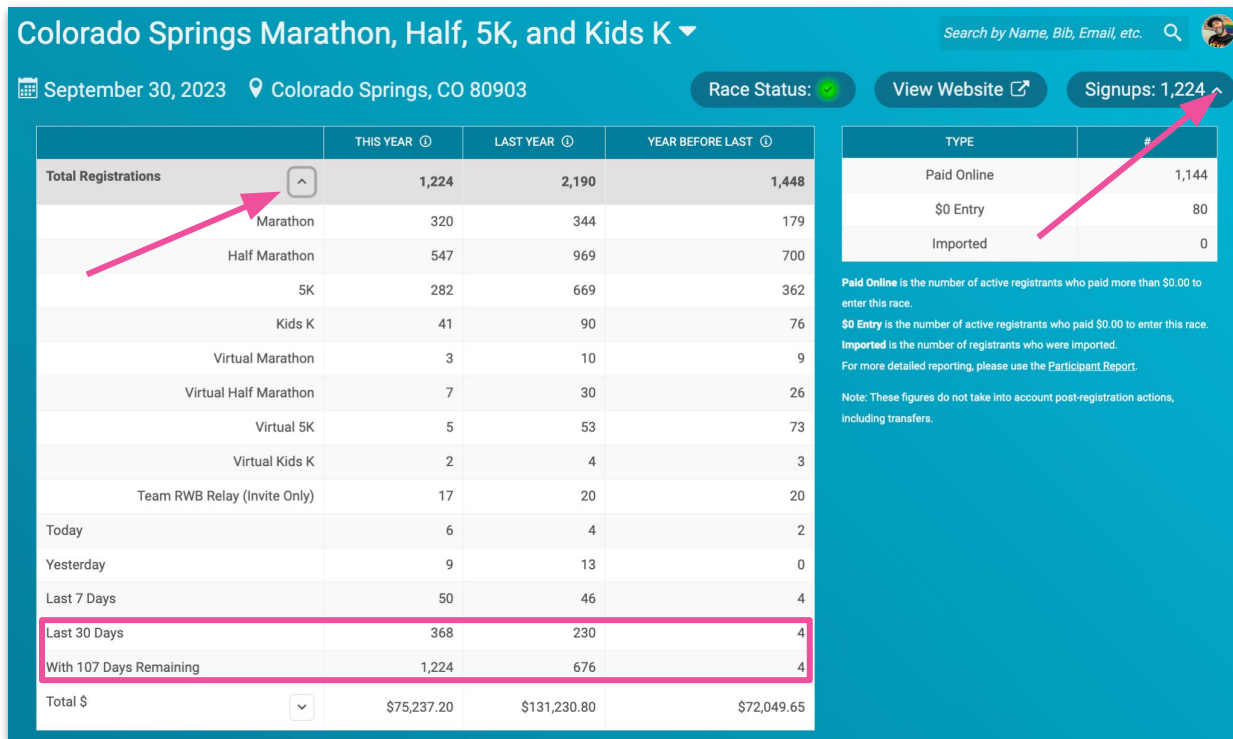 Colorado Springs Marathon, Half, 5K, and Kids K
Search by Name, Bib, Email, etc.
September 30, 2023 Colorado Springs, CO 80903
Race Status:
View Website
Signups: 1,224
THIS YEAR LAST YEAR YEAR BEFORE LAST
Total Registrations 1,224 2,190 1,448
Marathon 320 344 179
Half Marathon 547 969 700
5K 282 669 362
Kids K 41 90 76
Virtual Marathon 3 10 9
Virtual Half Marathon 7 30 26
Virtual 5K 5 53 73
Virtual Kids K 2 4 3
Team RWB Relay (Invite Only) 17 20 20
Today 6 4 2
Yesterday 9 13 0
Last 7 Days 50 46 4
Last 30 Days 368 230 4
With 107 Days Remaining 1,224 676 4
Total $ $75,237.20 $131,230.80 $72,049.65
TYPE #
Paid Online 1,144
$0 Entry 80
Imported 0
Paid Online is the number of active registrants who paid more than $0.00 to
enter this race.
$0 Entry is the number of active registrants who paid $0.00 to enter this race.
Imported is the number of registrants who were imported.
For more detailed reporting, please use the Participant Report.
Note: These figures do not take into account post-registration actions,
including transfers.